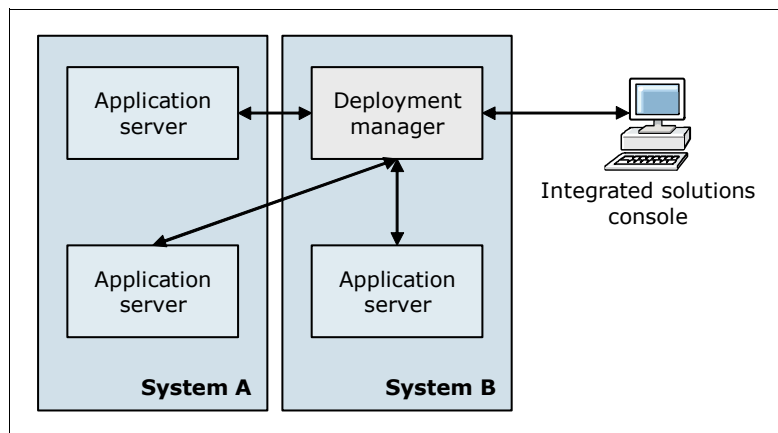 Application
server
Deployment
manager
Integrated solutions
console
Application
server
Application
server
System A
System B